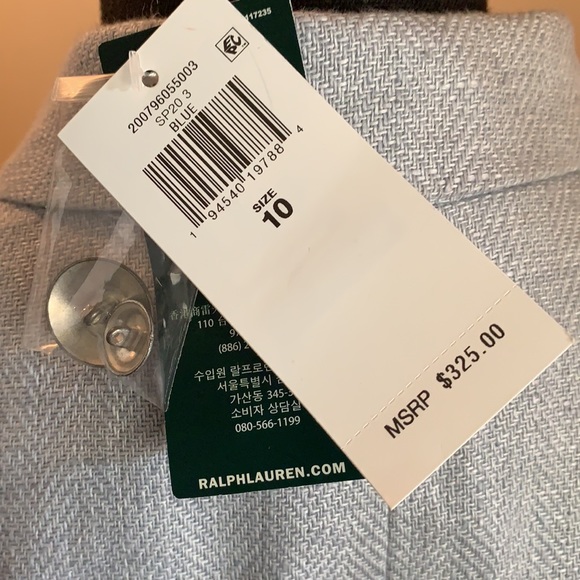 117235
200796055003
SP20 3
BLUE
1 94540 19788 4
SIZE
10
MSRP $325.00
110
(886) 2
수입원 랄프로렌
서울특별시
가산동 345-
소비자 상담실
080-566-1199
RALPHLAUREN.COM